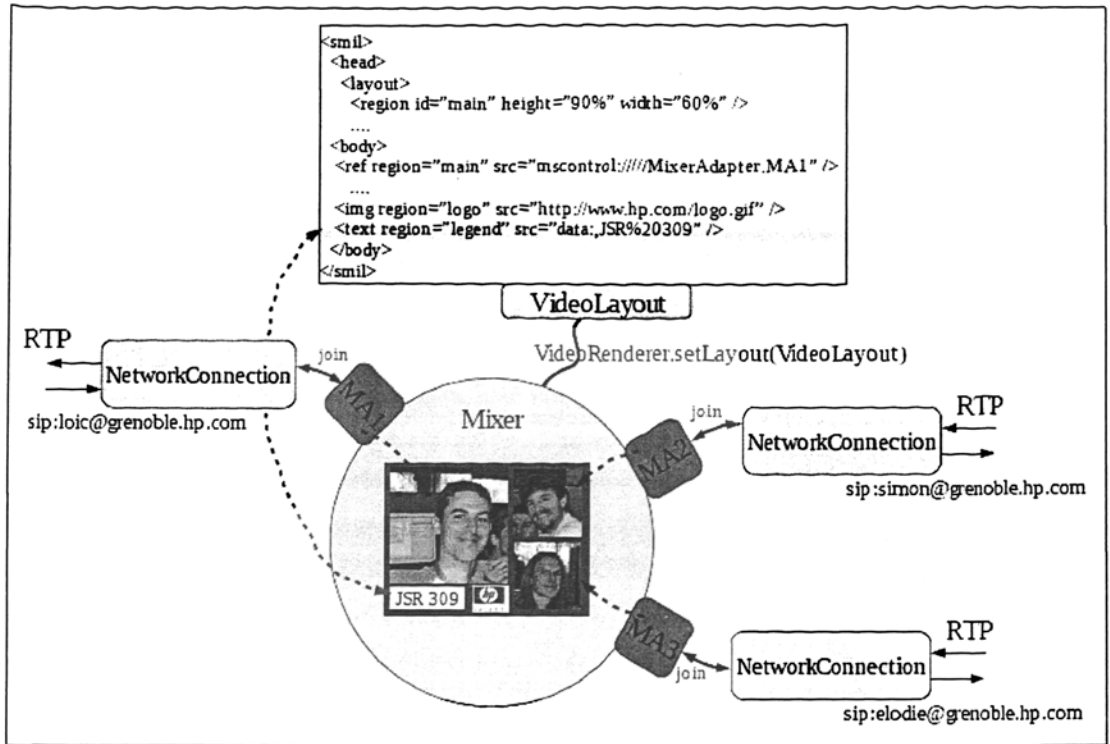 <smil>
<head>
<layout>
<region id="main" height="90%" width="60%" />
....
<body>
<ref region="main" src="mscontrol://///MixerAdapter.MA1" />
....
<img region="logo" src="http://www.hp.com/logo.gif" />
<text region="legend" src="data:,JSR%20309" />
</body>
</smil>
VideoLayout
VideoRenderer.setLayout(VideoLayout)
RTP
NetworkConnection
sip:loic@grenoble.hp.com
join
MA1
Mixer
MA2
join
RTP
NetworkConnection
sip:simon@grenoble.hp.com
JSR 309
hp
MA3
join
RTP
NetworkConnection
sip:elodie@grenoble.hp.com